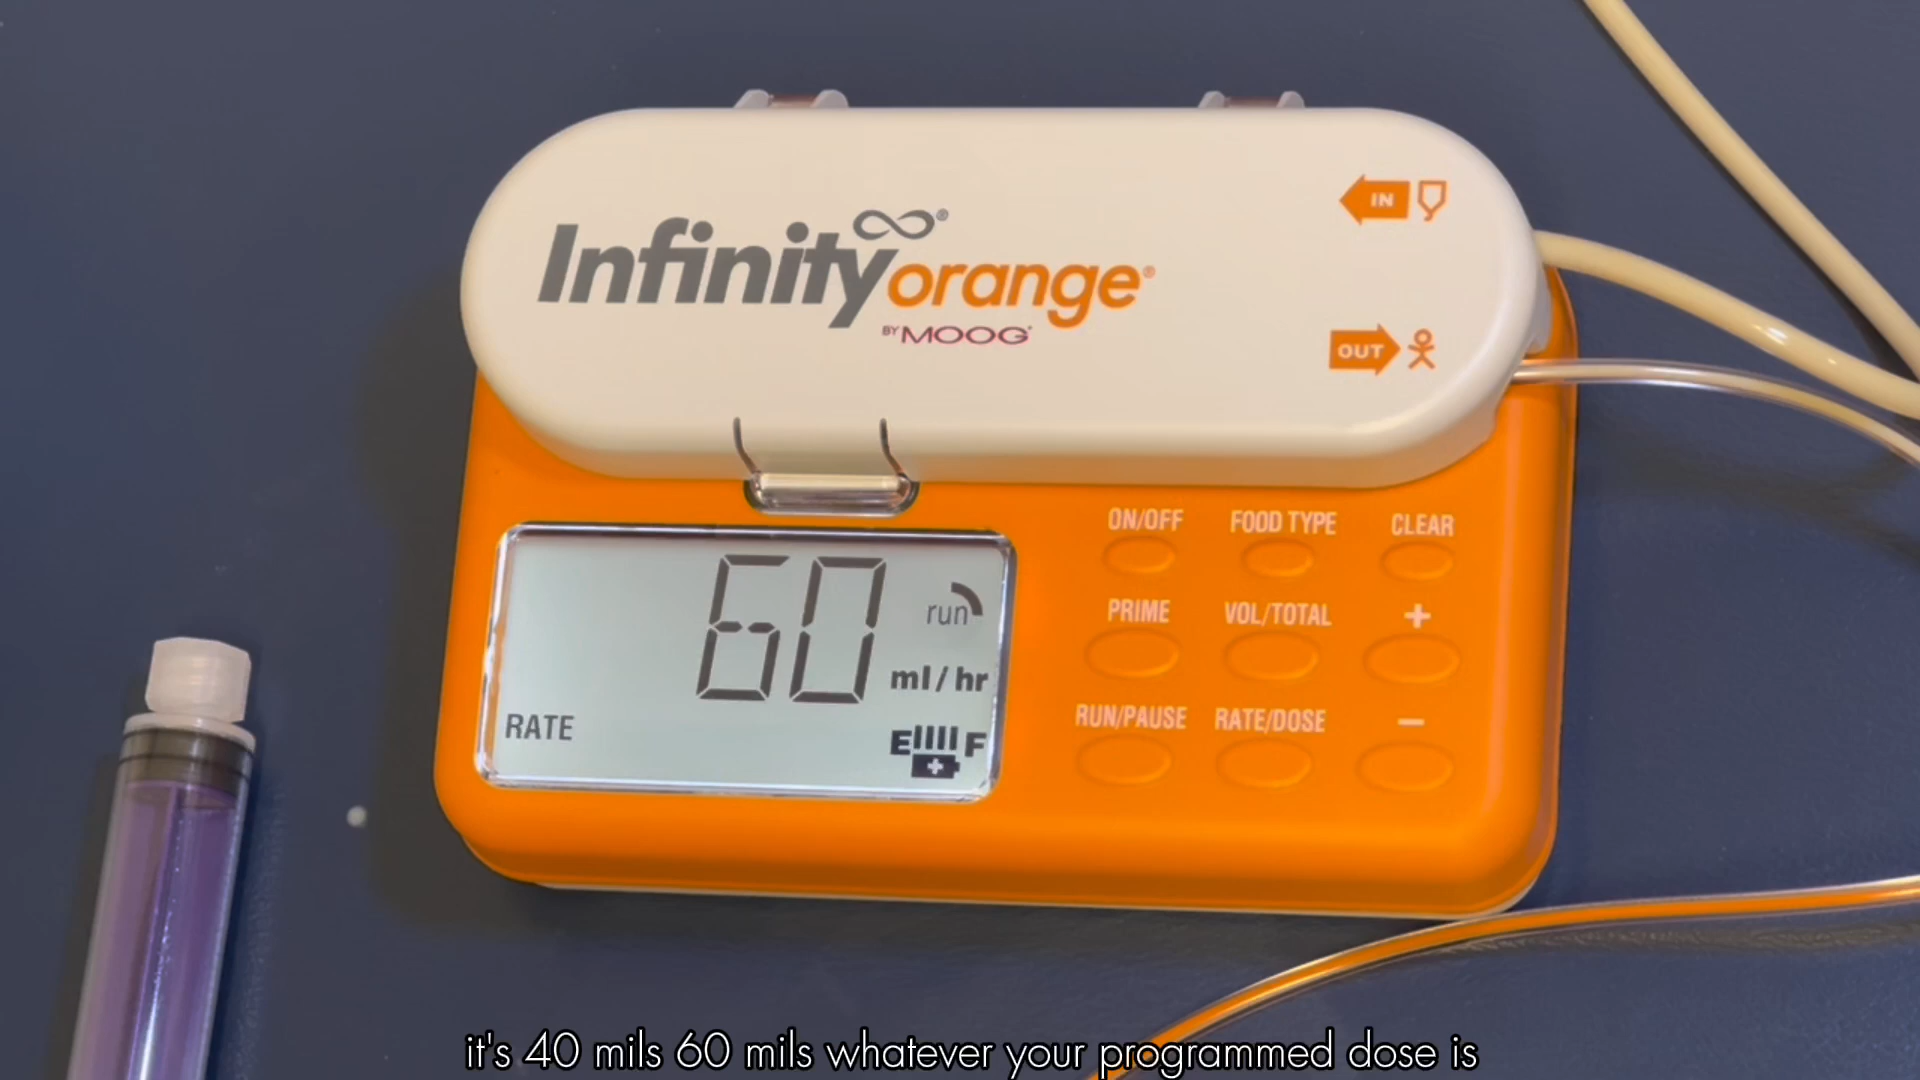 Infinity® orange®
BY MOOG®
IN
OUT
ON/OFF FOOD TYPE CLEAR
PRIME VOL/TOTAL +
RUN/PAUSE RATE/DOSE −
60
run
ml/hr
RATE
E F
it's 40 mils 60 mils whatever your programmed dose is